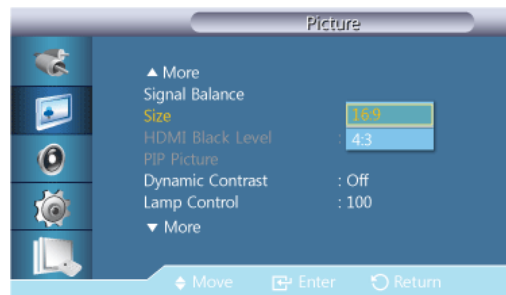 Picture
▲ More
Signal Balance
Size 16:9
HDMI Black Level : 4:3
PIP Picture
Dynamic Contrast : Off
Lamp Control : 100
▼ More
Move Enter Return